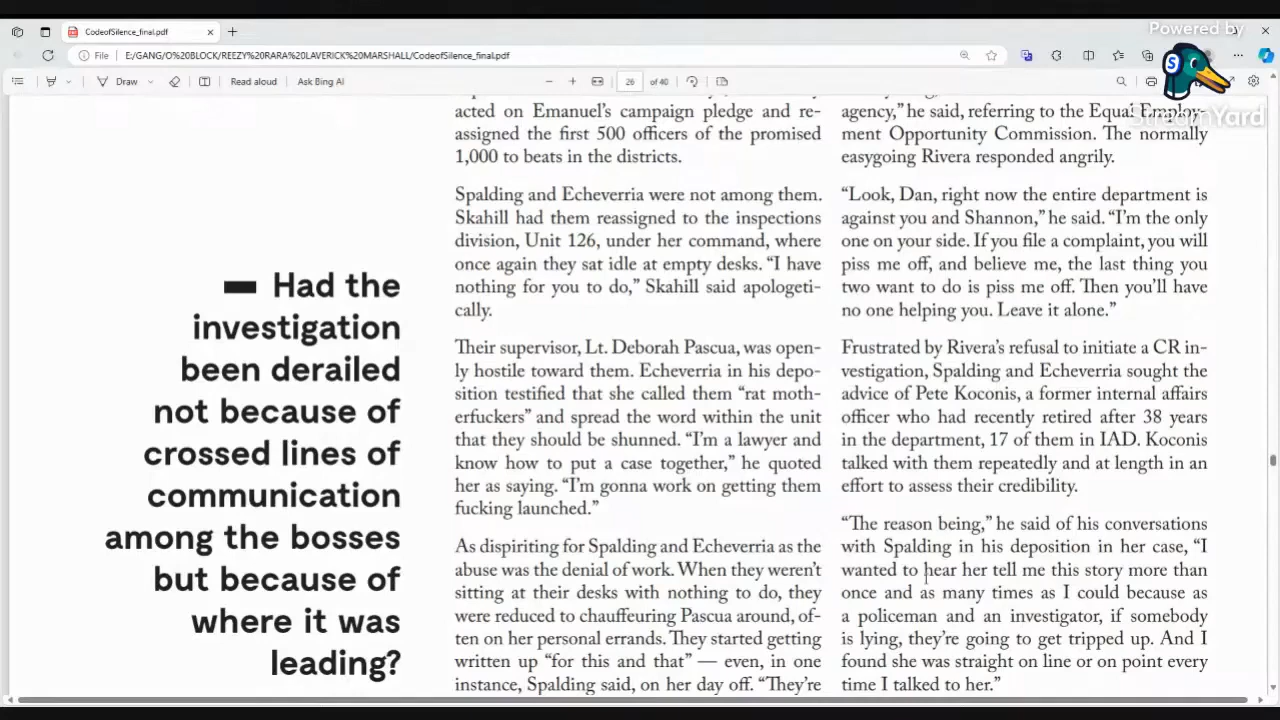 Powered by
StreamYard
CodeofSilence_final.pdf
File
E:/GANG/O%20BLOCK/REEZY%20RARA%20LAVERICK%20MARSHALL/CodeofSilence_final.pdf
Draw
Read aloud
Ask Bing AI
26
of 40
Had the
investigation
been derailed
not because of
crossed lines of
communication
among the bosses
but because of
where it was
leading?
acted on Emanuel’s campaign pledge and re-
assigned the first 500 officers of the promised
1,000 to beats in the districts.
Spalding and Echeverria were not among them.
Skahill had them reassigned to the inspections
division, Unit 126, under her command, where
once again they sat idle at empty desks. “I have
nothing for you to do,” Skahill said apologeti-
cally.
Their supervisor, Lt. Deborah Pascua, was open-
ly hostile toward them. Echeverria in his depo-
sition testified that she called them “rat moth-
erfuckers” and spread the word within the unit
that they should be shunned. “I’m a lawyer and
know how to put a case together,” he quoted
her as saying. “I’m gonna work on getting them
fucking launched.”
As dispiriting for Spalding and Echeverria as the
abuse was the denial of work. When they weren’t
sitting at their desks with nothing to do, they
were reduced to chauffeuring Pascua around, of-
ten on her personal errands. They started getting
written up “for this and that” — even, in one
instance, Spalding said, on her day off. “They’re
agency,” he said, referring to the Equal Employ-
ment Opportunity Commission. The normally
easygoing Rivera responded angrily.
“Look, Dan, right now the entire department is
against you and Shannon,” he said. “I’m the only
one on your side. If you file a complaint, you will
piss me off, and believe me, the last thing you
two want to do is piss me off. Then you’ll have
no one helping you. Leave it alone.”
Frustrated by Rivera’s refusal to initiate a CR in-
vestigation, Spalding and Echeverria sought the
advice of Pete Koconis, a former internal affairs
officer who had recently retired after 38 years
in the department, 17 of them in IAD. Koconis
talked with them repeatedly and at length in an
effort to assess their credibility.
“The reason being,” he said of his conversations
with Spalding in his deposition in her case, “I
wanted to hear her tell me this story more than
once and as many times as I could because as
a policeman and an investigator, if somebody
is lying, they’re going to get tripped up. And I
found she was straight on line or on point every
time I talked to her.”